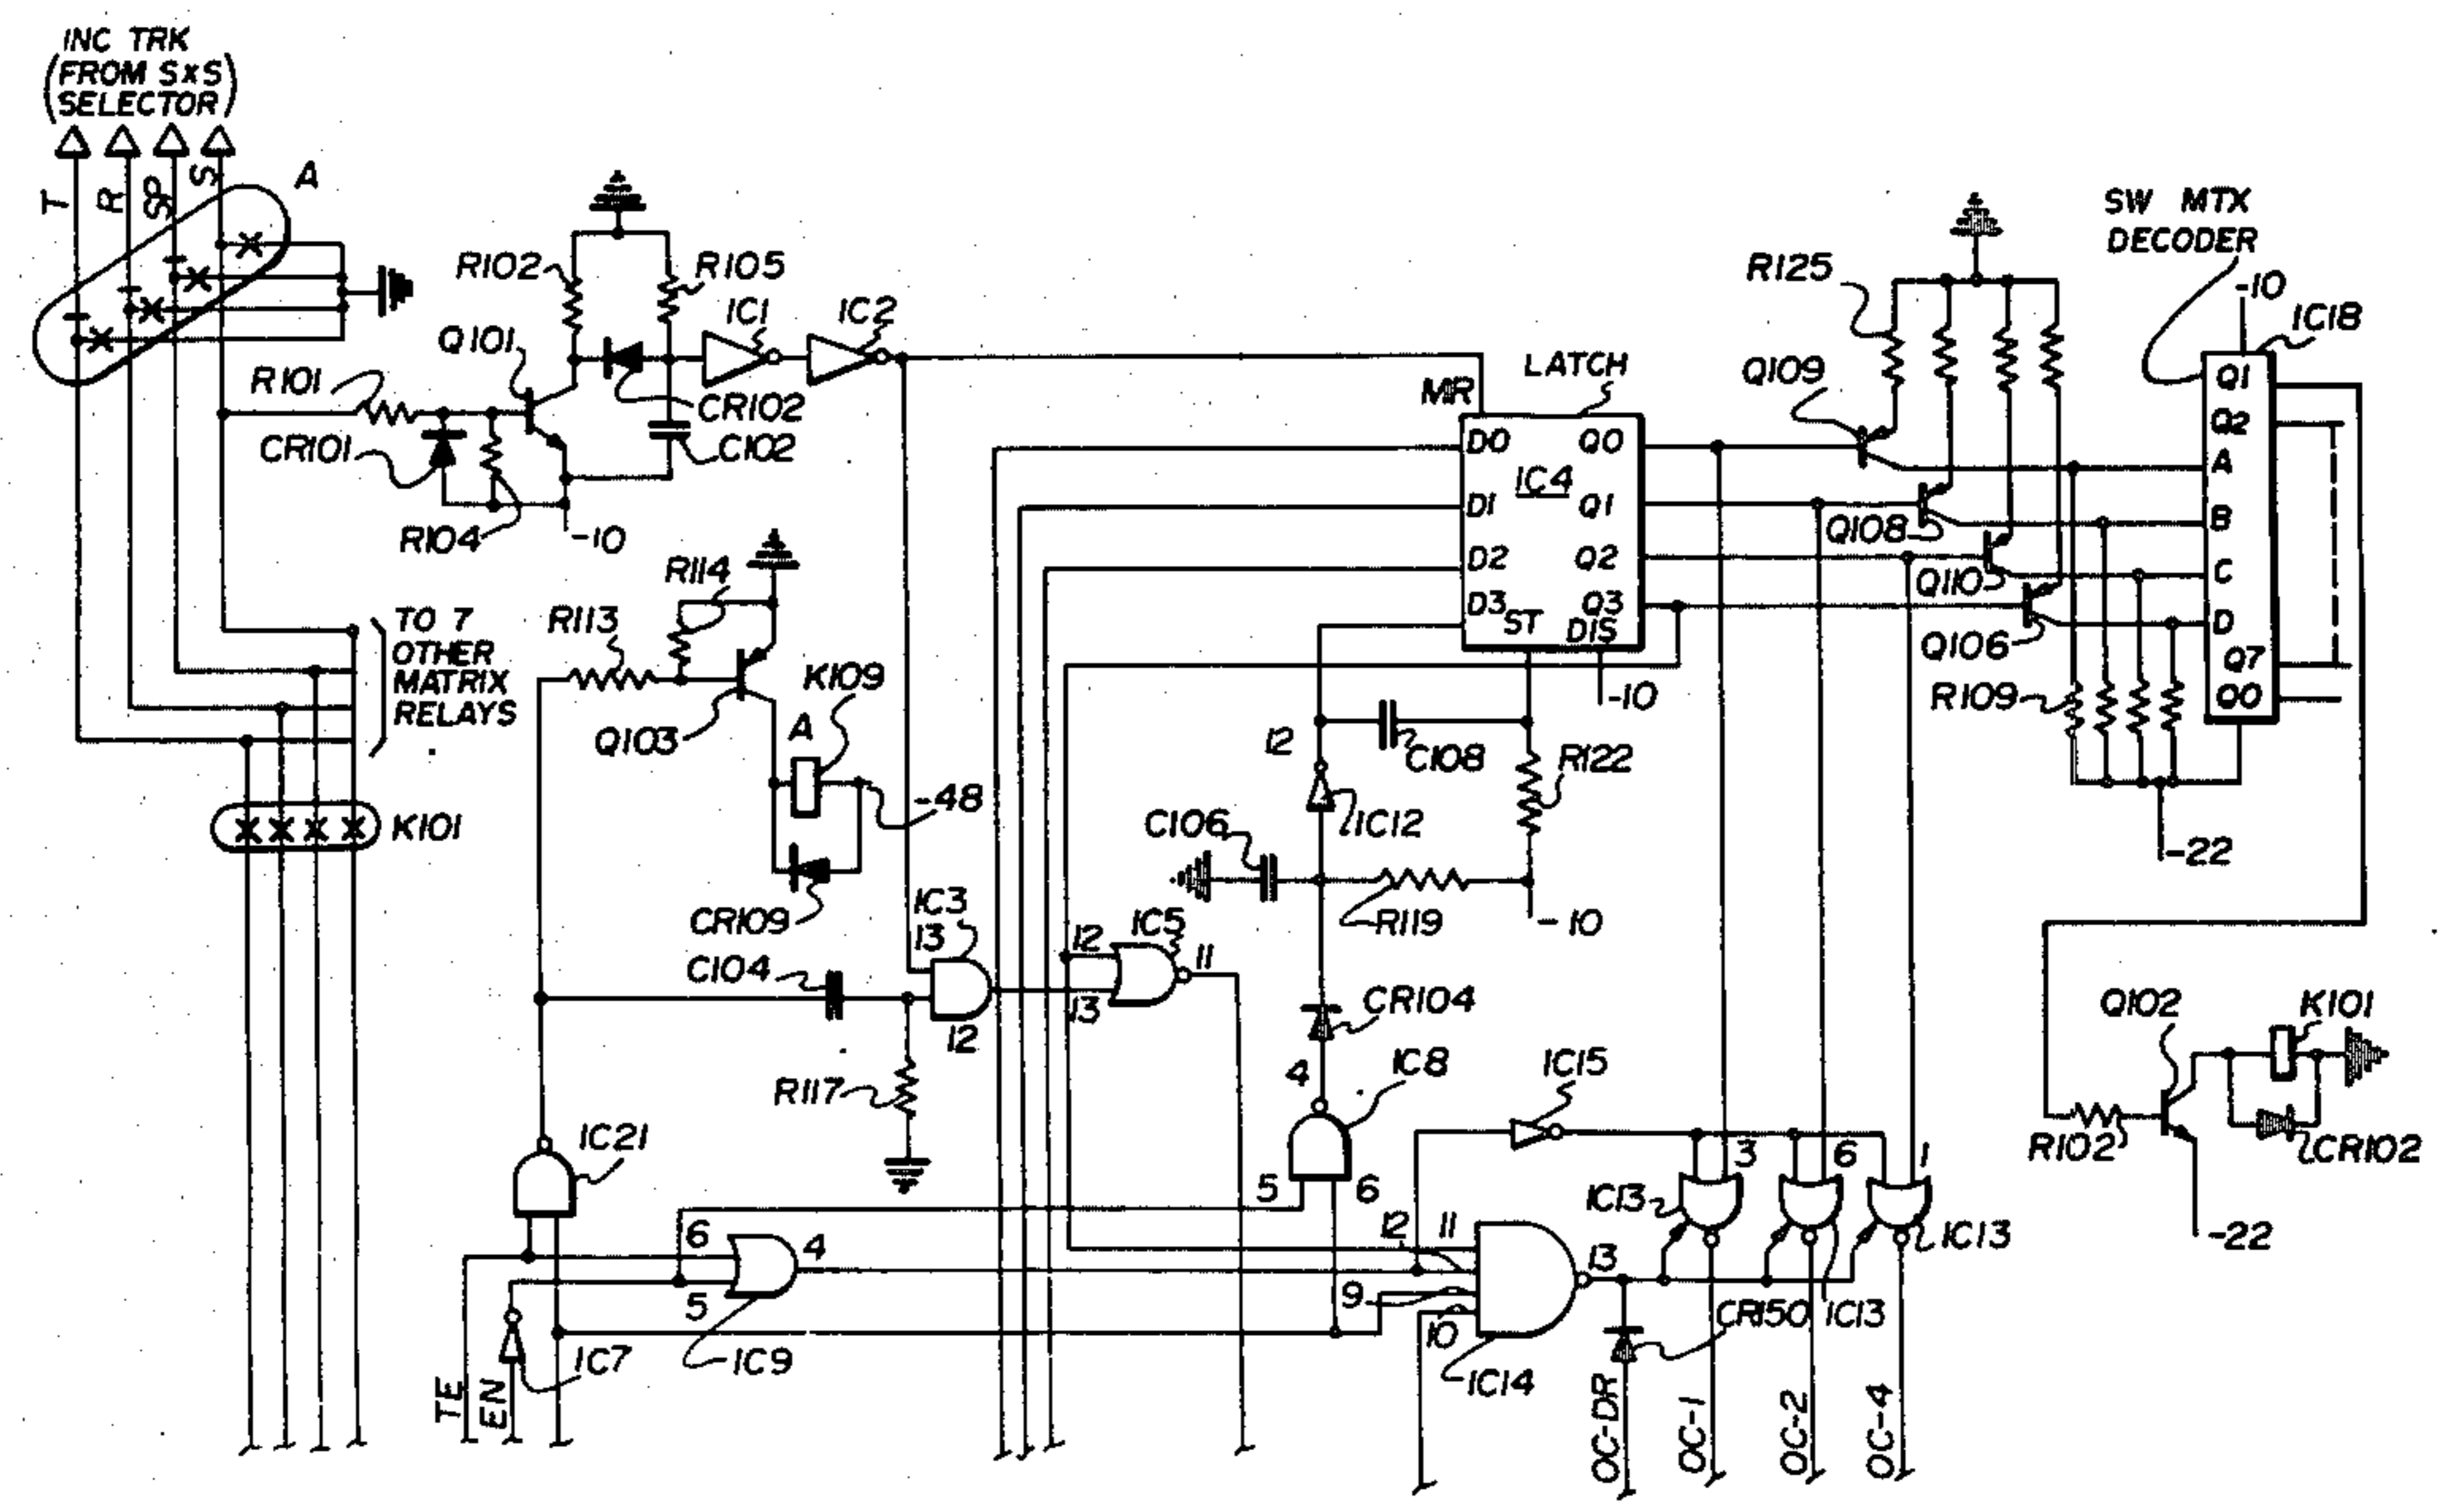 INC TRK
(FROM SxS)
SELECTOR
T
R
SP
S
A
R102
R105
IC1
IC2
Q101
R101
CR101
CR102
C102
R104
-10
MR
LATCH
D0
Q0
IC4
D1
Q1
D2
Q2
D3
ST
Q3
DIS
-10
R125
Q109
Q108
Q110
Q106
R109
-22
SW MTX
DECODER
-10
IC18
Q1
Q2
A
B
C
D
Q7
Q0
TO 7
OTHER
MATRIX
RELAYS
K101
R114
R113
K109
Q103
A
-48
CR109
12
C108
R122
IC12
C106
R119
-10
IC3
13
12
C104
R117
12
IC5
11
13
CR104
4
IC8
5
6
IC15
IC21
6
4
5
IC9
IC7
TE
EN
12
11
9
10
13
IC14
3
6
1
IC13
IC13
IC13
CR150
OC-DR
OC-1
OC-2
OC-4
Q102
K101
R102
CR102
-22